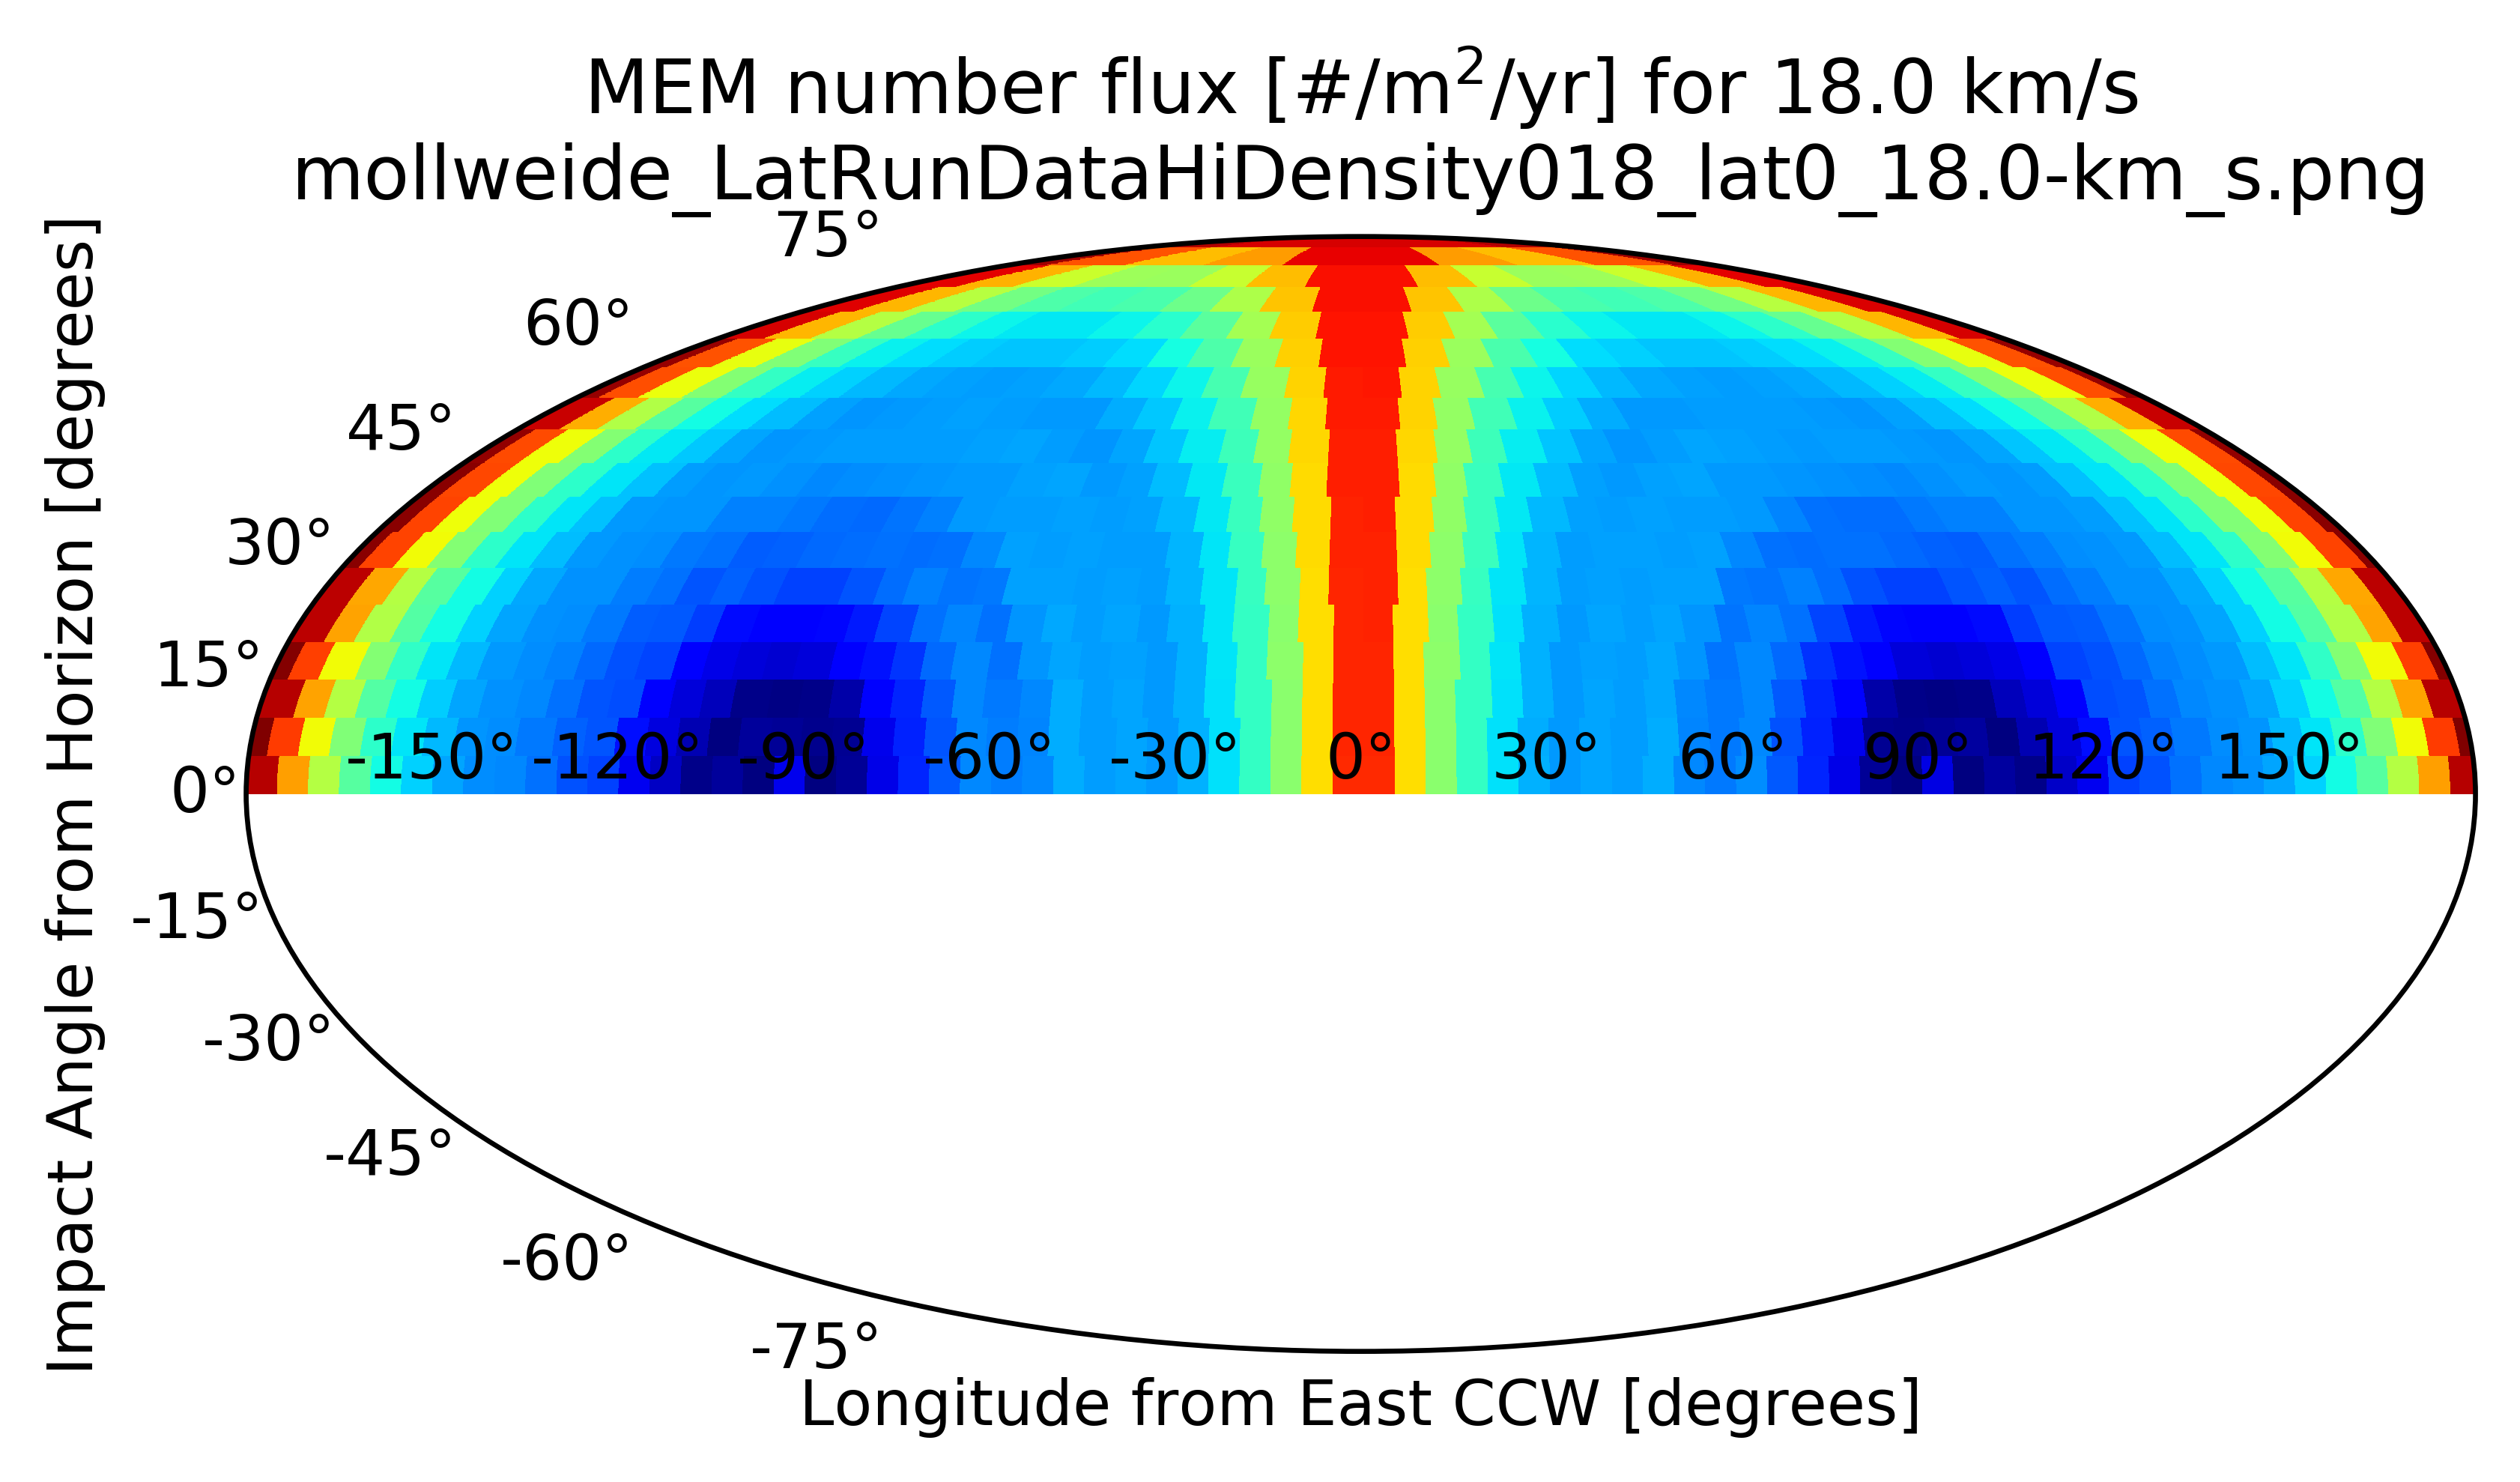 MEM number flux [#/m²/yr] for 18.0 km/s
mollweide_LatRunDataHiDensity018_lat0_18.0-km_s.png
75°
60°
45°
30°
15°
0°
-15°
-30°
-45°
-60°
-75°
-150° -120° -90° -60° -30° 0° 30° 60° 90° 120° 150°
Impact Angle from Horizon [degrees]
Longitude from East CCW [degrees]